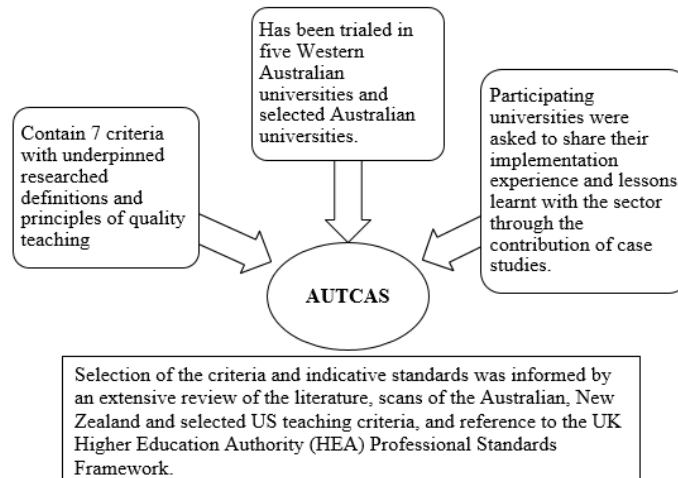 Has been trialed in
five Western
Australian
universities and
selected Australian
universities.
Contain 7 criteria
with underpinned
researched
definitions and
principles of quality
teaching
Participating
universities were
asked to share their
implementation
experience and lessons
learnt with the sector
through the
contribution of case
studies.
AUTCAS
Selection of the criteria and indicative standards was informed by
an extensive review of the literature, scans of the Australian, New
Zealand and selected US teaching criteria, and reference to the UK
Higher Education Authority (HEA) Professional Standards
Framework.